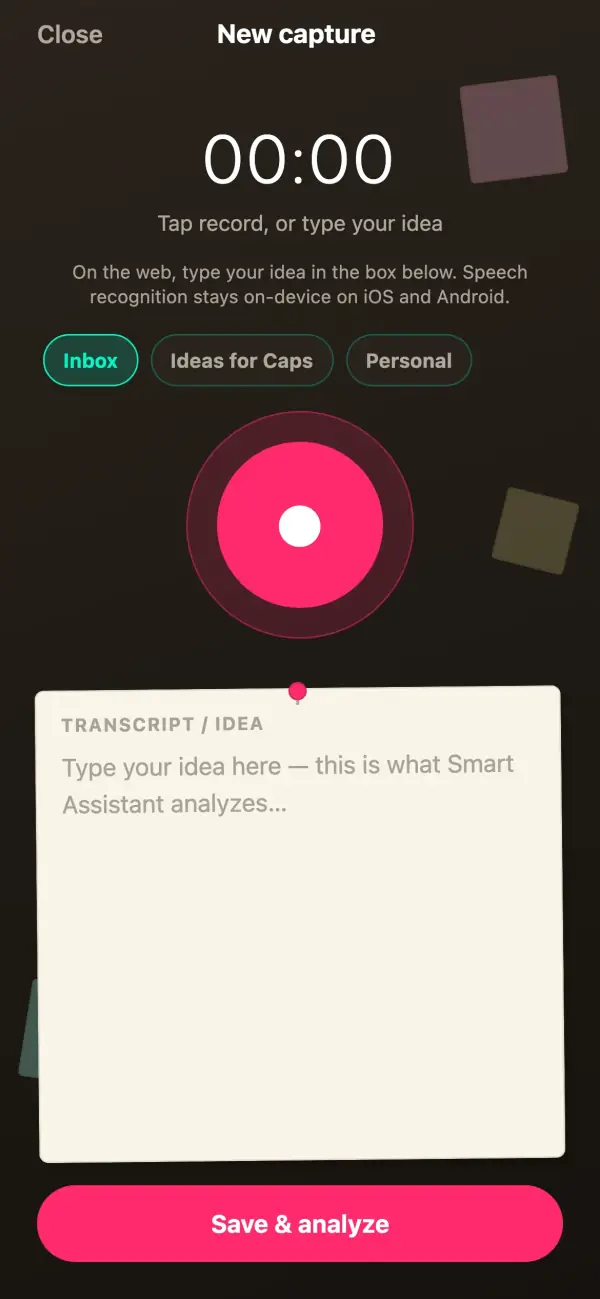 Close
New capture
00:00
Tap record, or type your idea
On the web, type your idea in the box below. Speech
recognition stays on-device on iOS and Android.
Inbox
Ideas for Caps
Personal
TRANSCRIPT / IDEA
Type your idea here — this is what Smart
Assistant analyzes...
Save & analyze